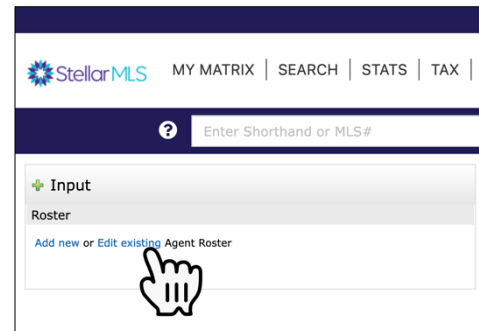 StellarMLS MY MATRIX | SEARCH | STATS | TAX |
? Enter Shorthand or MLS#
Input
Roster
Add new or Edit existing Agent Roster